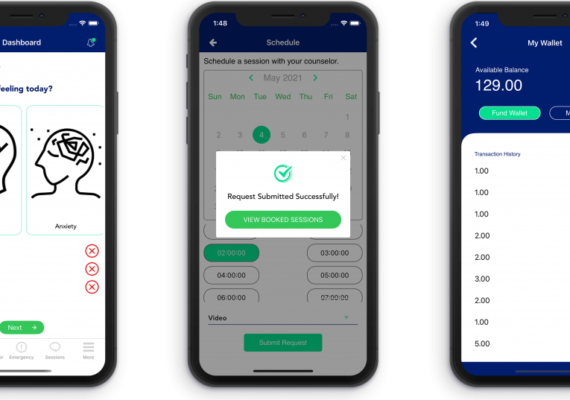 Dashboard
feeling today?
Anxiety
Next →
Emergency
Sessions
More
1:48
Schedule
Schedule a session with your counselor.
< May 2021 >
Sun Mon Tue Wed Thu Fri Sat
1
2 3 4 5 6 7 8
Request Submitted Successfully!
VIEW BOOKED SESSIONS
02:00:00 03:00:00
04:00:00 05:00:00
06:00:00 07:00:00
Video
Submit Request
1:49
My Wallet
Available Balance
129.00
Fund Wallet M
Transaction History
1.00
1.00
1.00
2.00
2.00
3.00
2.00
1.00
5.00